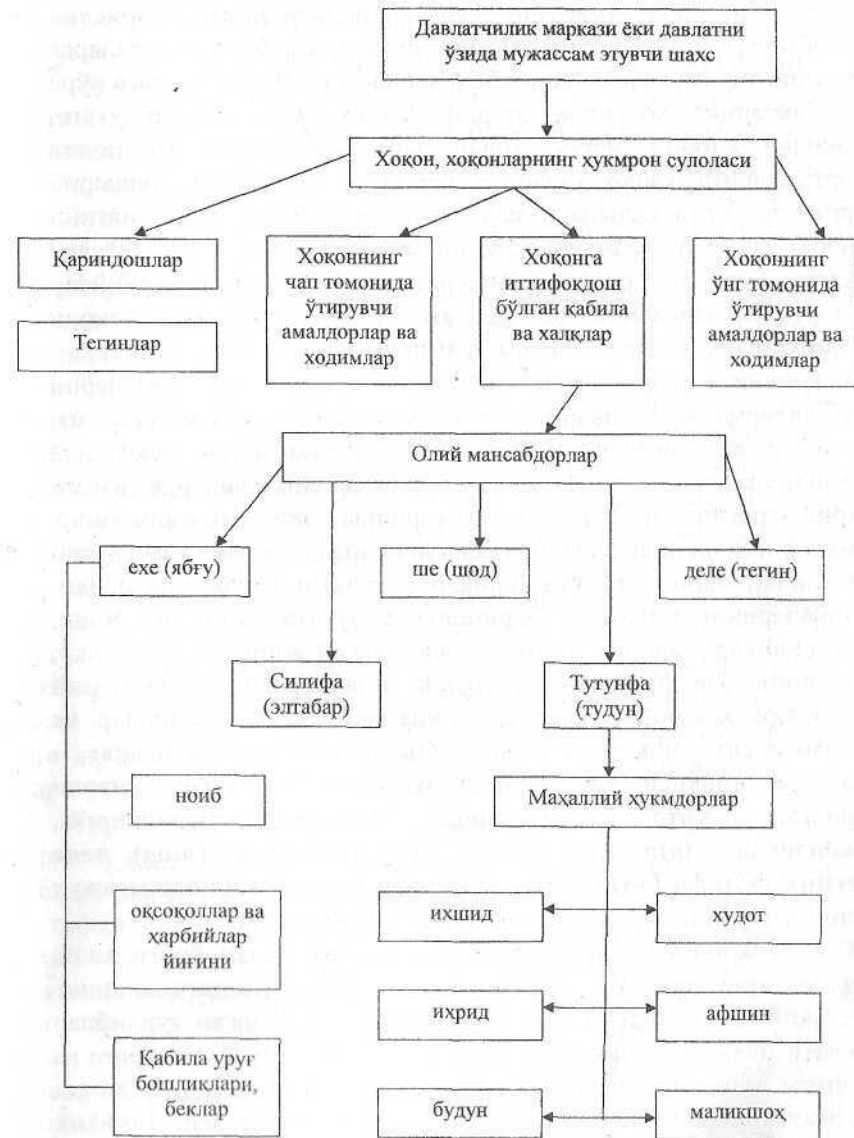 Давлатчилик маркази ёки давлатни
ўзида мужассам этувчи шахс
Хоқон, хоқонларнинг ҳукмрон сулоласи
Қариндошлар
Тегинлар
Хоқоннинг
чап томонида
ўтирувчи
амалдорлар ва
ходимлар
Хоқонга
иттифоқдош
бўлган қабила
ва халқлар
Хоқоннинг
ўнг томонида
ўтирувчи
амалдорлар ва
ходимлар
Олий мансабдорлар
ехе (ябғу)
ше (шод)
деле (тегин)
Силифа
(элтабар)
Тутунфа
(тудун)
ноиб
Маҳаллий ҳукмдорлар
оқсоқоллар ва
ҳарбийлар
йиғини
ихшид
худот
ихрид
афшин
Қабила уруғ
бошлиқлари,
беклар
будун
маликшоҳ